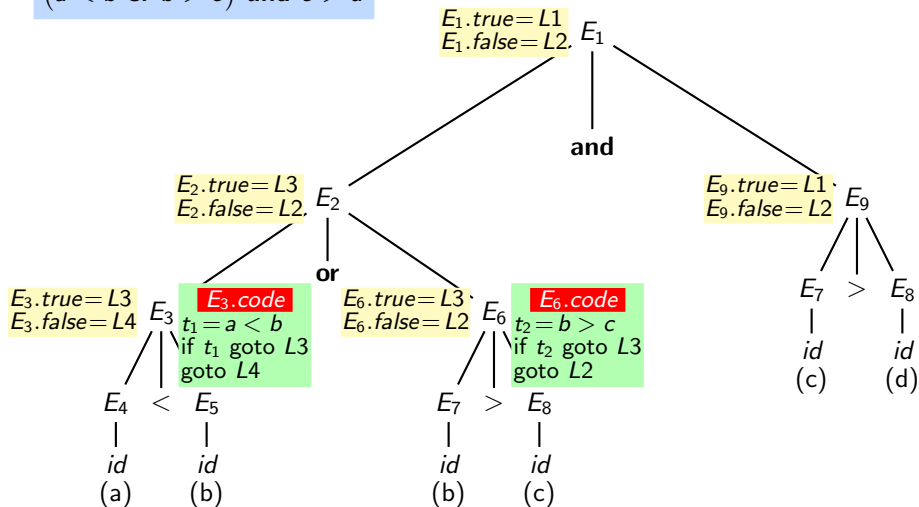 E₁.true=L1
E₁.false=L2
E₁
and
E₂.true=L3
E₂.false=L2
E₂
E₉.true=L1
E₉.false=L2
E₉
or
E₃.true=L3
E₃.false=L4
E₃
E₃.code
t₁=a < b
if t₁ goto L3
goto L4
E₆.true=L3
E₆.false=L2
E₆
E₆.code
t₂=b > c
if t₂ goto L3
goto L2
E₇ > E₈
id id
(c) (d)
E₄ < E₅
id id
(a) (b)
E₇ > E₈
id id
(b) (c)